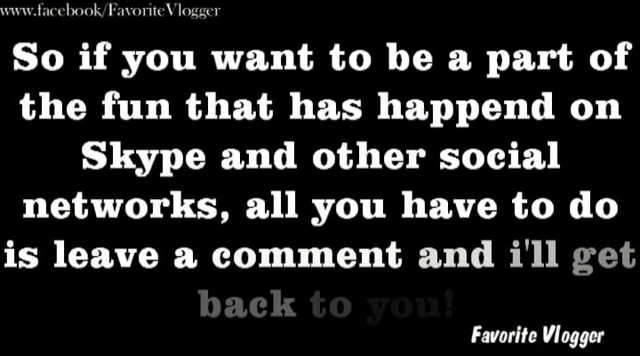 www.facebook/FavoriteVlogger
So if you want to be a part of
the fun that has happend on
Skype and other social
networks, all you have to do
is leave a comment and i'll get
back to you!
Favorite Vlogger